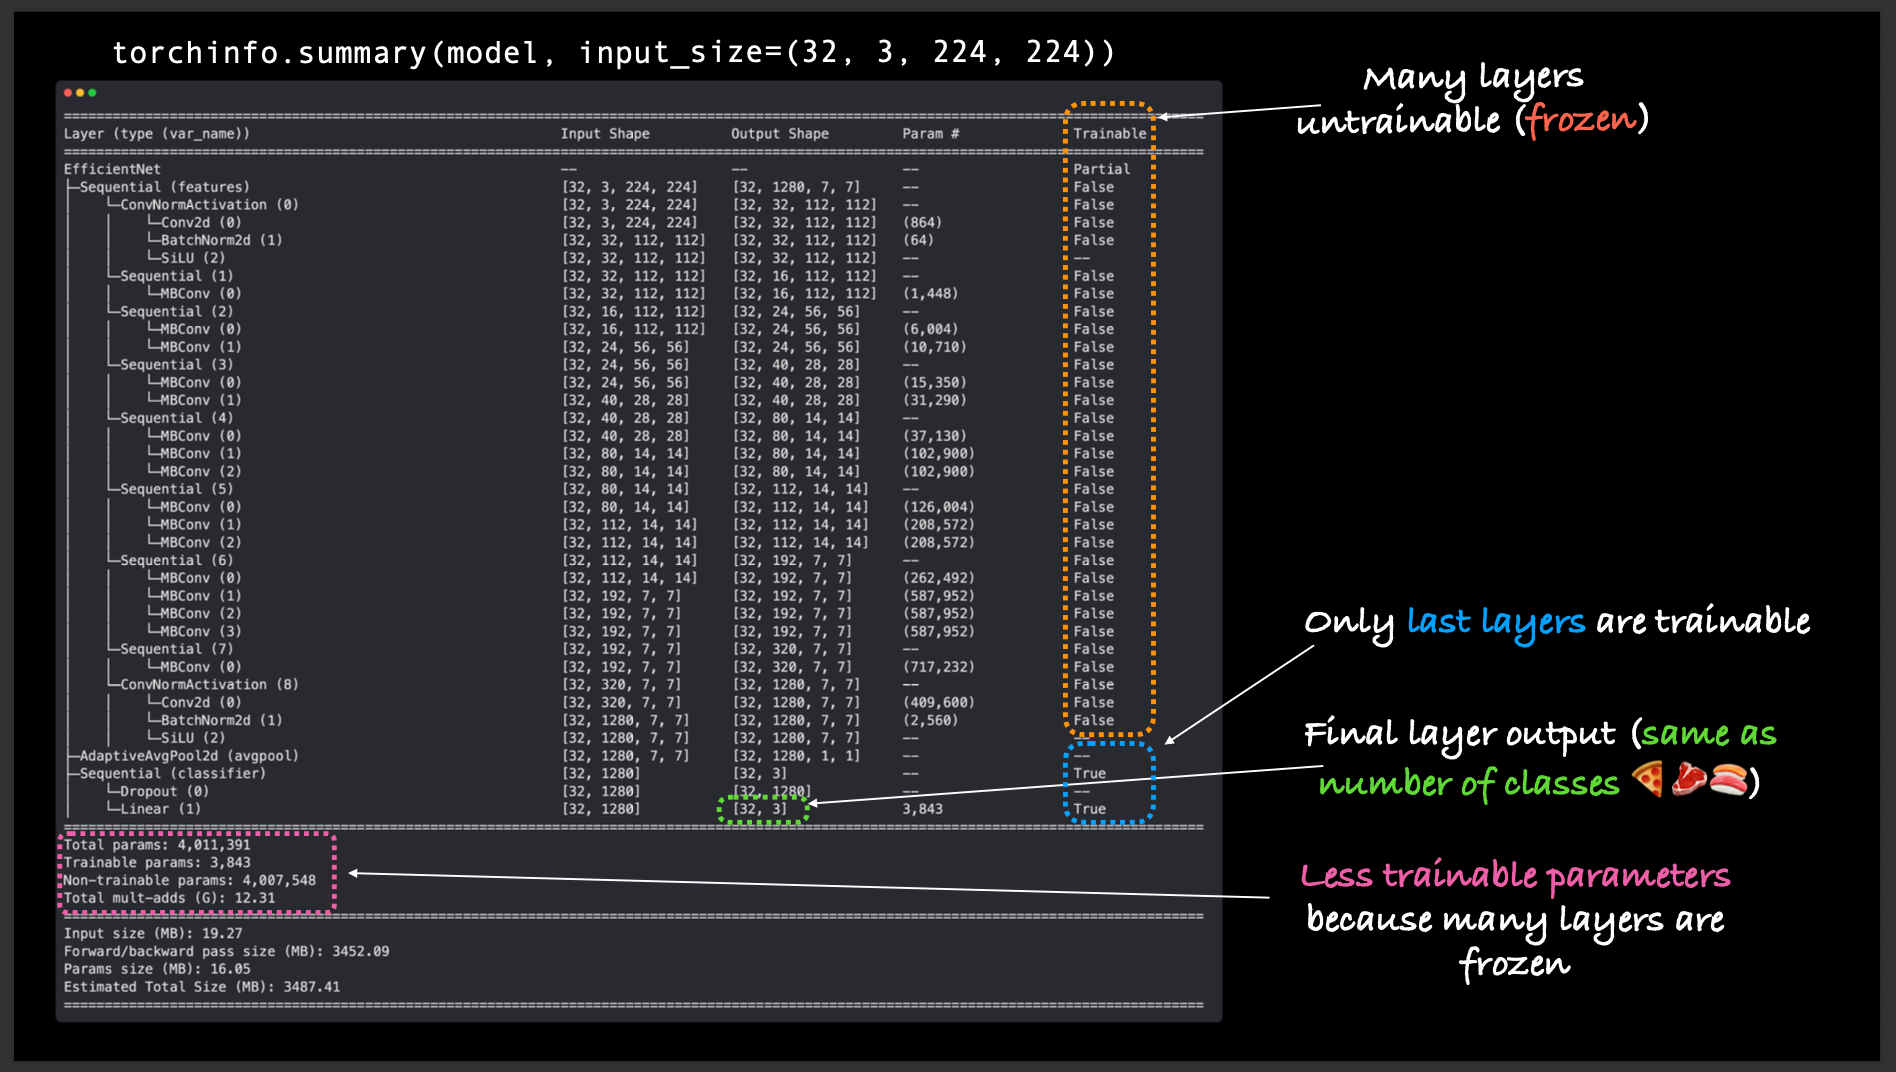 torchinfo.summary(model, input_size=(32, 3, 224, 224))
Many layers
untrainable (frozen)
Layer (type (var_name)) Input Shape Output Shape Param # Trainable
EfficientNet -- -- -- Partial
├─Sequential (features) [32, 3, 224, 224] [32, 1280, 7, 7] -- False
│ └─ConvNormActivation (0) [32, 3, 224, 224] [32, 32, 112, 112] -- False
│ │ └─Conv2d (0) [32, 3, 224, 224] [32, 32, 112, 112] (864) False
│ │ └─BatchNorm2d (1) [32, 32, 112, 112] [32, 32, 112, 112] (64) False
│ │ └─SiLU (2) [32, 32, 112, 112] [32, 32, 112, 112] -- --
│ └─Sequential (1) [32, 32, 112, 112] [32, 16, 112, 112] -- False
│ │ └─MBConv (0) [32, 32, 112, 112] [32, 16, 112, 112] (1,448) False
│ └─Sequential (2) [32, 16, 112, 112] [32, 24, 56, 56] -- False
│ │ └─MBConv (0) [32, 16, 112, 112] [32, 24, 56, 56] (6,004) False
│ │ └─MBConv (1) [32, 24, 56, 56] [32, 24, 56, 56] (10,710) False
│ └─Sequential (3) [32, 24, 56, 56] [32, 40, 28, 28] -- False
│ │ └─MBConv (0) [32, 24, 56, 56] [32, 40, 28, 28] (15,350) False
│ │ └─MBConv (1) [32, 40, 28, 28] [32, 40, 28, 28] (31,290) False
│ └─Sequential (4) [32, 40, 28, 28] [32, 80, 14, 14] -- False
│ │ └─MBConv (0) [32, 40, 28, 28] [32, 80, 14, 14] (37,130) False
│ │ └─MBConv (1) [32, 80, 14, 14] [32, 80, 14, 14] (102,900) False
│ │ └─MBConv (2) [32, 80, 14, 14] [32, 80, 14, 14] (102,900) False
│ └─Sequential (5) [32, 80, 14, 14] [32, 112, 14, 14] -- False
│ │ └─MBConv (0) [32, 80, 14, 14] [32, 112, 14, 14] (126,004) False
│ │ └─MBConv (1) [32, 112, 14, 14] [32, 112, 14, 14] (208,572) False
│ │ └─MBConv (2) [32, 112, 14, 14] [32, 112, 14, 14] (208,572) False
│ └─Sequential (6) [32, 112, 14, 14] [32, 192, 7, 7] -- False
│ │ └─MBConv (0) [32, 112, 14, 14] [32, 192, 7, 7] (262,492) False
│ │ └─MBConv (1) [32, 192, 7, 7] [32, 192, 7, 7] (587,952) False
│ │ └─MBConv (2) [32, 192, 7, 7] [32, 192, 7, 7] (587,952) False
│ │ └─MBConv (3) [32, 192, 7, 7] [32, 192, 7, 7] (587,952) False
│ └─Sequential (7) [32, 192, 7, 7] [32, 320, 7, 7] -- False
│ │ └─MBConv (0) [32, 192, 7, 7] [32, 320, 7, 7] (717,232) False
│ └─ConvNormActivation (8) [32, 320, 7, 7] [32, 1280, 7, 7] -- False
│ │ └─Conv2d (0) [32, 320, 7, 7] [32, 1280, 7, 7] (409,600) False
│ │ └─BatchNorm2d (1) [32, 1280, 7, 7] [32, 1280, 7, 7] (2,560) False
│ │ └─SiLU (2) [32, 1280, 7, 7] [32, 1280, 7, 7] -- --
├─AdaptiveAvgPool2d (avgpool) [32, 1280, 7, 7] [32, 1280, 1, 1] -- --
├─Sequential (classifier) [32, 1280] [32, 3] -- True
│ └─Dropout (0) [32, 1280] [32, 1280] -- --
│ └─Linear (1) [32, 1280] [32, 3] 3,843 True
Total params: 4,011,391
Trainable params: 3,843
Non-trainable params: 4,007,548
Total mult-adds (G): 12.31
Input size (MB): 19.27
Forward/backward pass size (MB): 3452.09
Params size (MB): 16.05
Estimated Total Size (MB): 3487.41
Only last layers are trainable
Final layer output (same as
number of classes 🍕🥩🍣)
Less trainable parameters
because many layers are
frozen